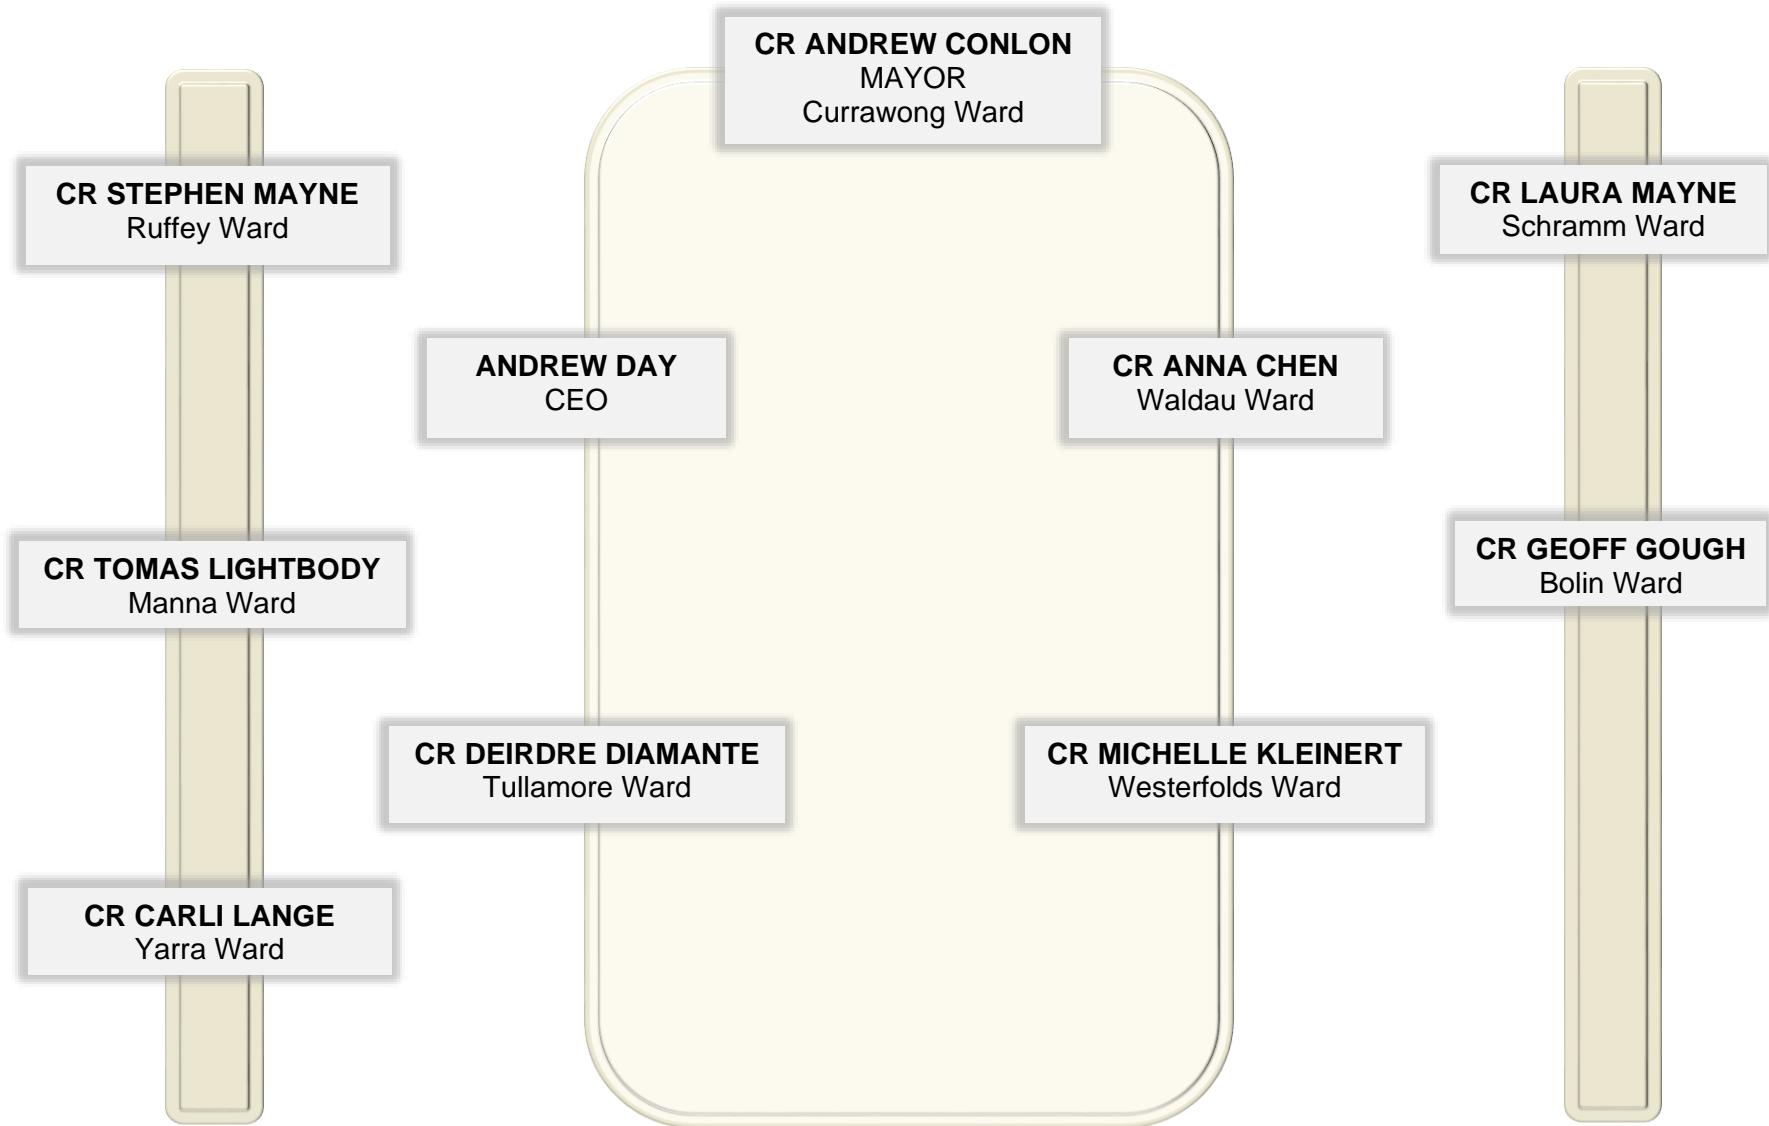 CR ANDREW CONLON
MAYOR
Currawong Ward
CR STEPHEN MAYNE
Ruffey Ward
CR LAURA MAYNE
Schramm Ward
ANDREW DAY
CEO
CR ANNA CHEN
Waldau Ward
CR TOMAS LIGHTBODY
Manna Ward
CR GEOFF GOUGH
Bolin Ward
CR DEIRDRE DIAMANTE
Tullamore Ward
CR MICHELLE KLEINERT
Westerfolds Ward
CR CARLI LANGE
Yarra Ward